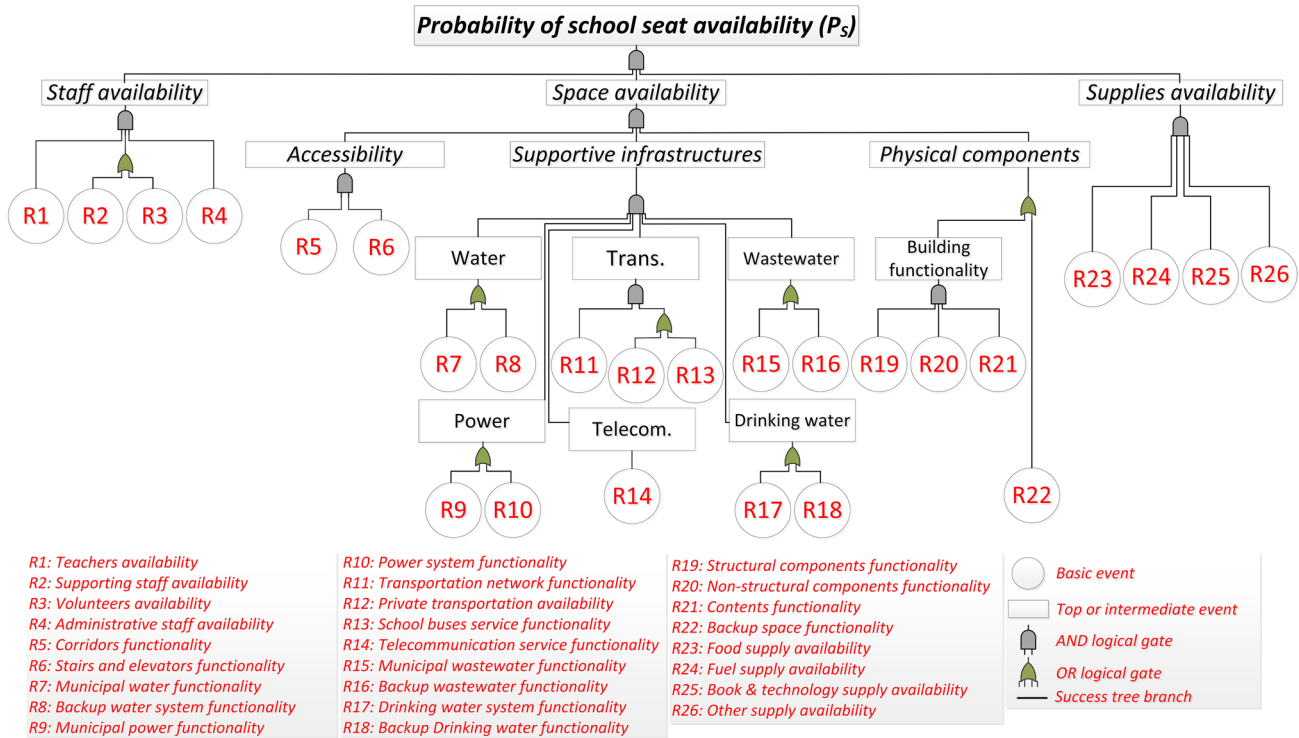 Probability of school seat availability (PS)
Staff availability
Space availability
Supplies availability
Accessibility
Supportive infrastructures
Physical components
R1
R2
R3
R4
R5
R6
Water
Trans.
Wastewater
Building
functionality
R23
R24
R25
R26
R7
R8
R11
R12
R13
R15
R16
R19
R20
R21
Power
Telecom.
Drinking water
R9
R10
R14
R17
R18
R22
R1: Teachers availability
R2: Supporting staff availability
R3: Volunteers availability
R4: Administrative staff availability
R5: Corridors functionality
R6: Stairs and elevators functionality
R7: Municipal water functionality
R8: Backup water system functionality
R9: Municipal power functionality
R10: Power system functionality
R11: Transportation network functionality
R12: Private transportation availability
R13: School buses service functionality
R14: Telecommunication service functionality
R15: Municipal wastewater functionality
R16: Backup wastewater functionality
R17: Drinking water system functionality
R18: Backup Drinking water functionality
R19: Structural components functionality
R20: Non-structural components functionality
R21: Contents functionality
R22: Backup space functionality
R23: Food supply availability
R24: Fuel supply availability
R25: Book & technology supply availability
R26: Other supply availability
Basic event
Top or intermediate event
AND logical gate
OR logical gate
Success tree branch